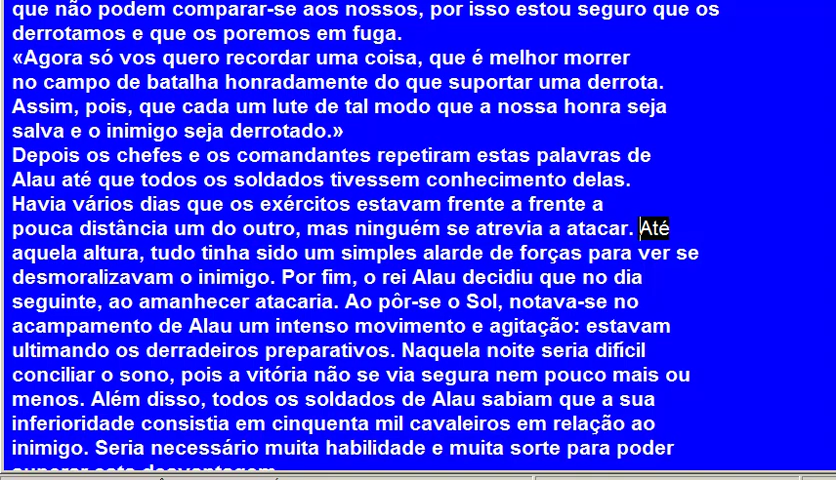 que não podem comparar-se aos nossos, por isso estou seguro que os
derrotamos e que os poremos em fuga.
«Agora só vos quero recordar uma coisa, que é melhor morrer
no campo de batalha honradamente do que suportar uma derrota.
Assim, pois, que cada um lute de tal modo que a nossa honra seja
salva e o inimigo seja derrotado.»
Depois os chefes e os comandantes repetiram estas palavras de
Alau até que todos os soldados tivessem conhecimento delas.
Havia vários dias que os exércitos estavam frente a frente a
pouca distância um do outro, mas ninguém se atrevia a atacar. Até
aquela altura, tudo tinha sido um simples alarde de forças para ver se
desmoralizavam o inimigo. Por fim, o rei Alau decidiu que no dia
seguinte, ao amanhecer atacaria. Ao pôr-se o Sol, notava-se no
acampamento de Alau um intenso movimento e agitação: estavam
ultimando os derradeiros preparativos. Naquela noite seria difícil
conciliar o sono, pois a vitória não se via segura nem pouco mais ou
menos. Além disso, todos os soldados de Alau sabiam que a sua
inferioridade consistia em cinquenta mil cavaleiros em relação ao
inimigo. Seria necessário muita habilidade e muita sorte para poder
superar esta desvantagem